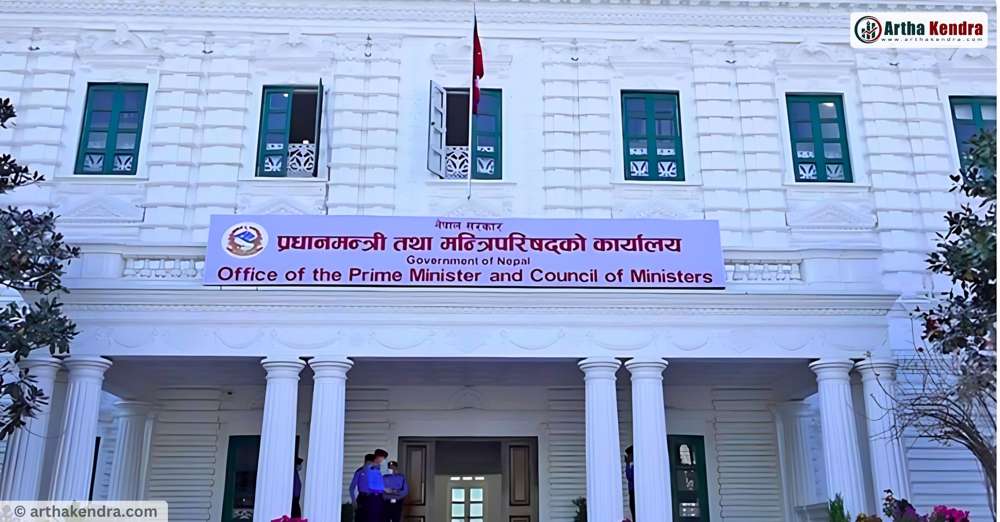 Artha Kendra
www.arthakendra.com
नेपाल सरकार
प्रधानमन्त्री तथा मन्त्रिपरिषद्को कार्यालय
Government of Nepal
Office of the Prime Minister and Council of Ministers
© arthakendra.com